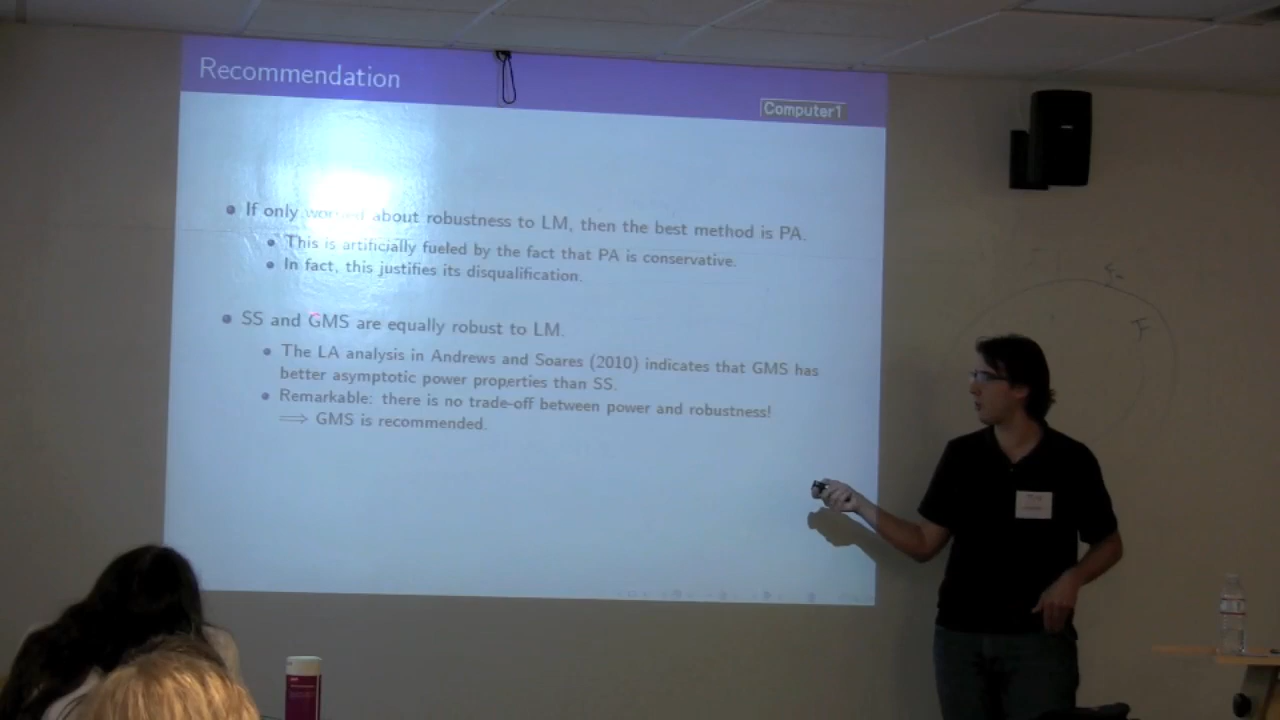 Recommendation
Computer1
If only worried about robustness to LM, then the best method is PA.
This is artificially fueled by the fact that PA is conservative.
In fact, this justifies its disqualification.
SS and GMS are equally robust to LM.
The LA analysis in Andrews and Soares (2010) indicates that GMS has
better asymptotic power properties than SS.
Remarkable: there is no trade-off between power and robustness!
⟹ GMS is recommended.